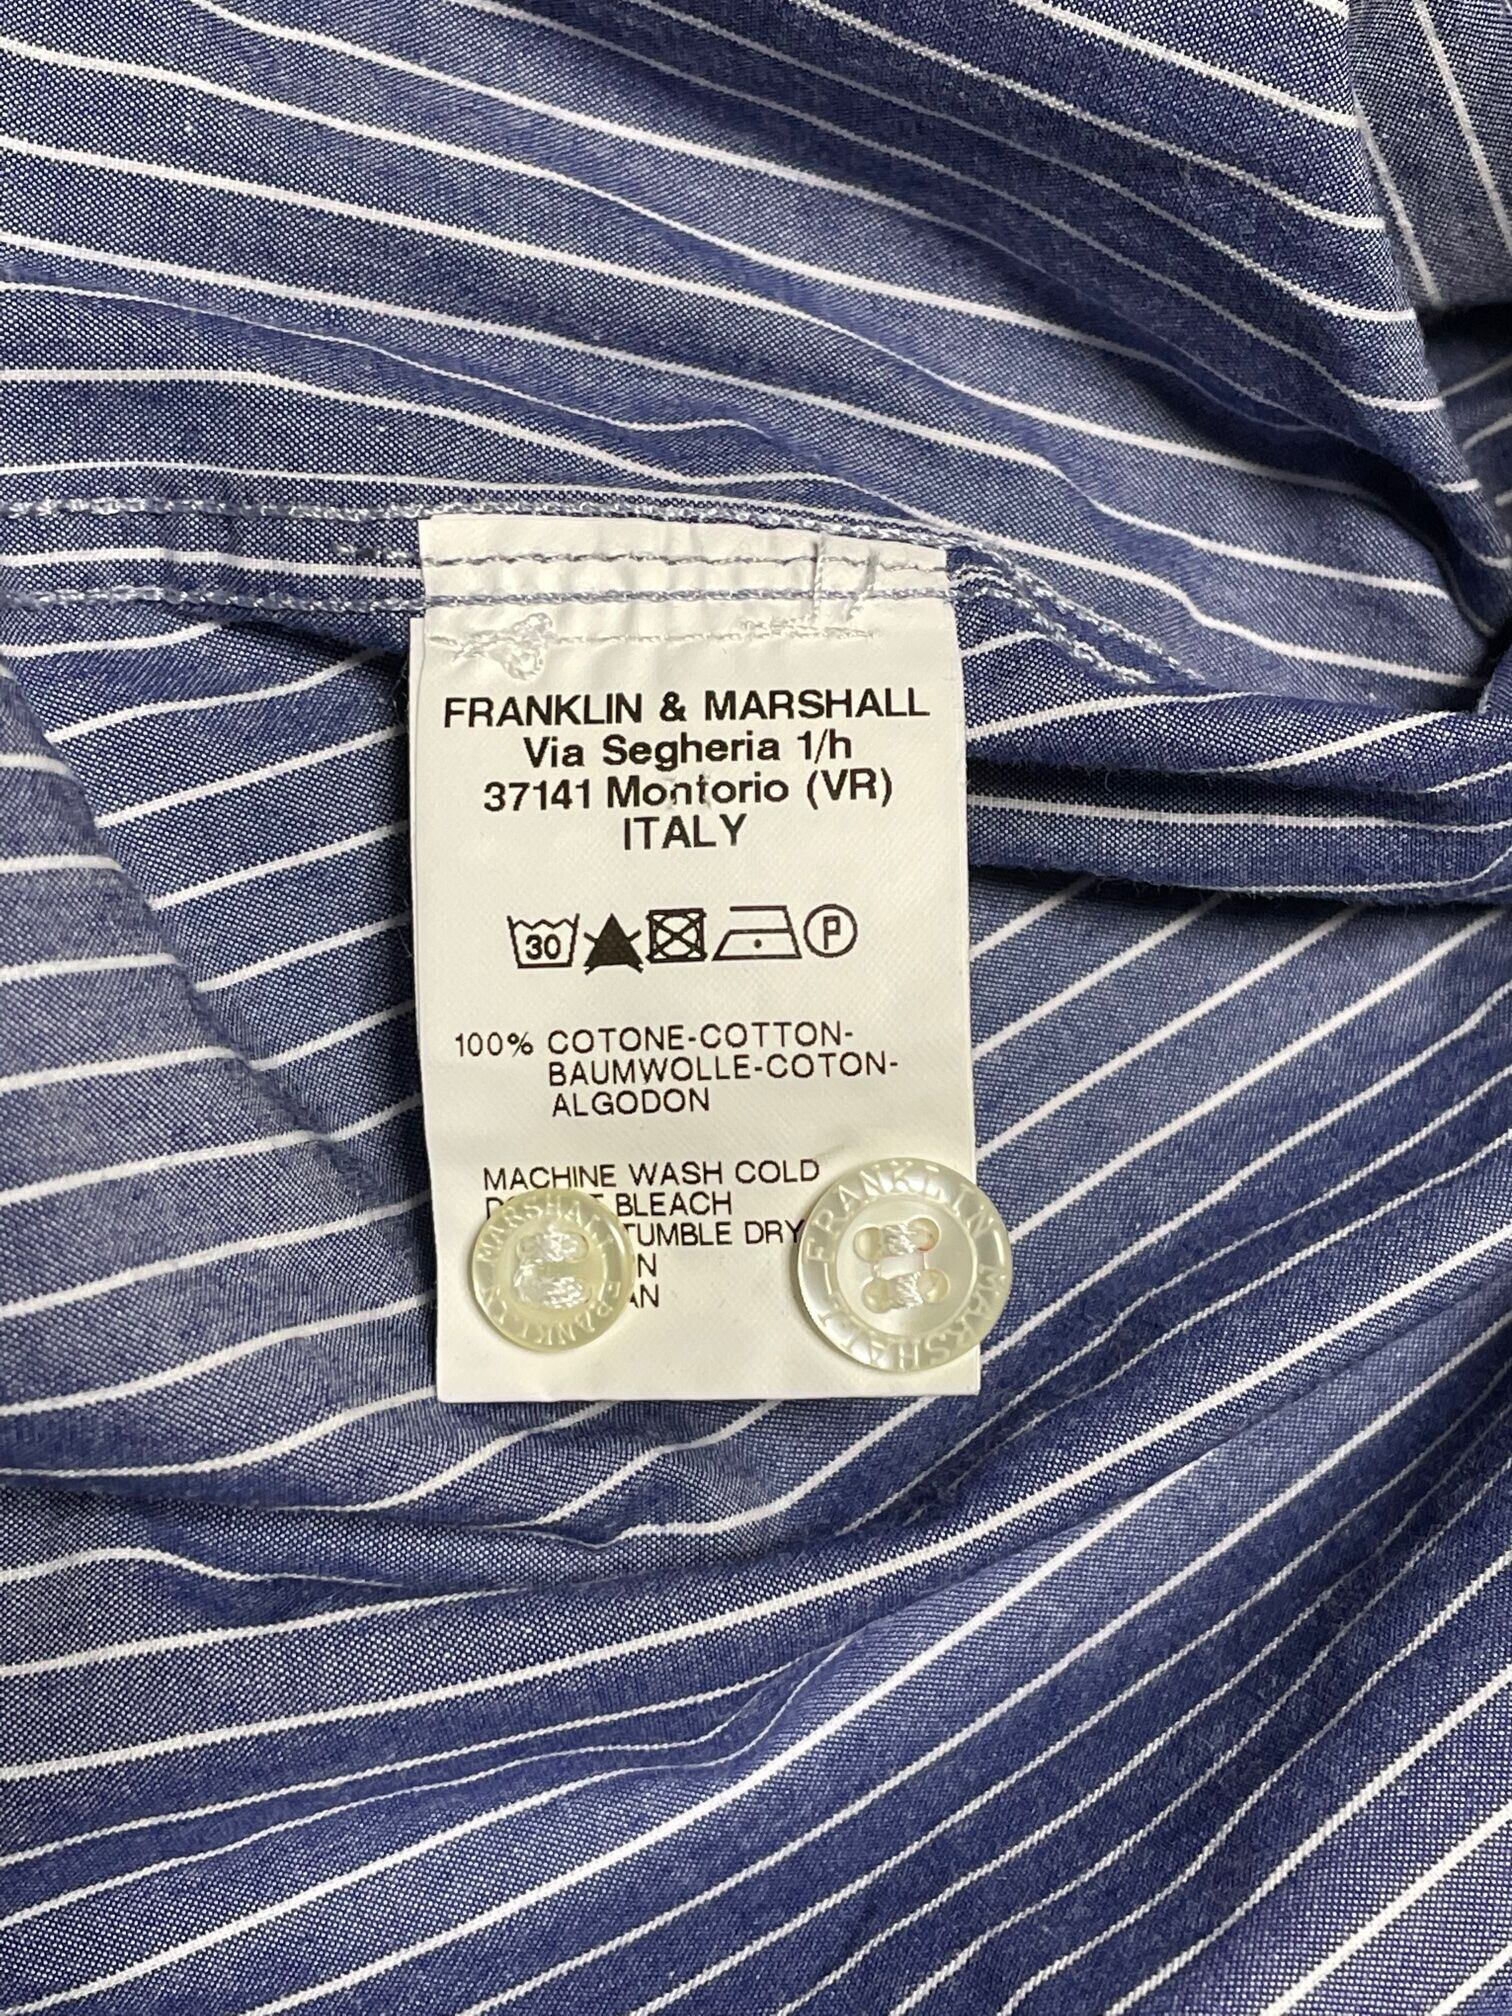 FRANKLIN & MARSHALL
Via Segheria 1/h
37141 Montorio (VR)
ITALY
30 P
100% COTONE-COTTON-
BAUMWOLLE-COTON-
ALGODON
MACHINE WASH COLD
BLEACH
TUMBLE DRY
MARSHALL FRANKLIN
FRANKLIN-MARSHALL-